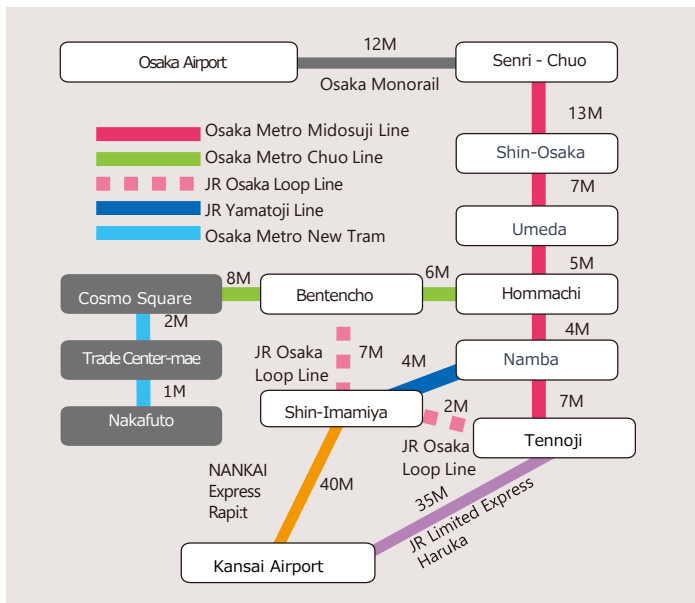 12M
Osaka Airport
Senri - Chuo
Osaka Monorail
13M
Osaka Metro Midosuji Line
Osaka Metro Chuo Line
JR Osaka Loop Line
JR Yamatoji Line
Osaka Metro New Tram
Shin-Osaka
7M
Umeda
5M
8M
6M
Cosmo Square
Bentencho
Hommachi
2M
4M
JR Osaka
Loop Line
7M
4M
Trade Center-mae
Namba
1M
7M
2M
Nakafuto
Shin-Imamiya
Tennoji
JR Osaka
Loop Line
NANKAI
Express
Rapi:t
40M
35M
JR Limited Express
Haruka
Kansai Airport